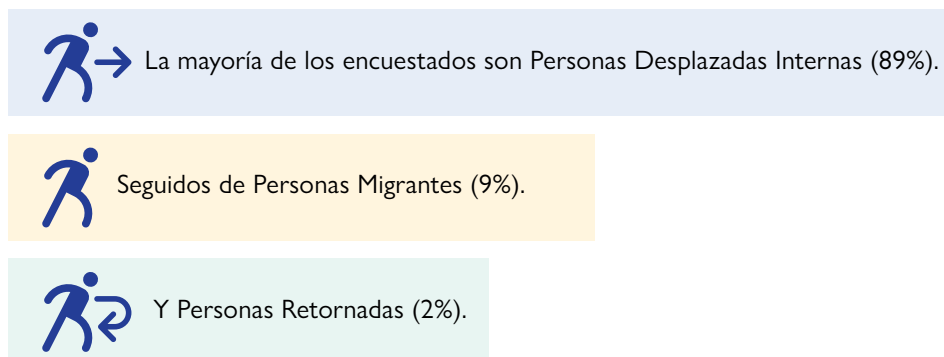 La mayoría de los encuestados son Personas Desplazadas Internas (89%).
Seguidos de Personas Migrantes (9%).
Y Personas Retornadas (2%).